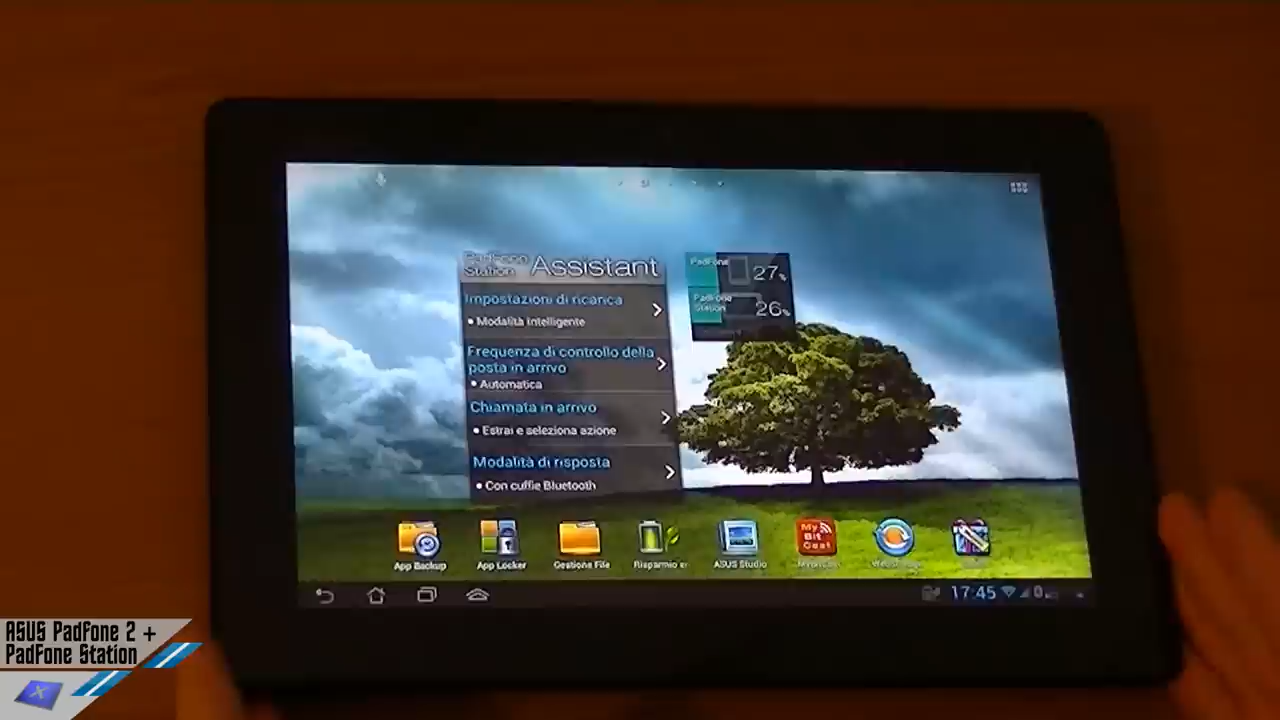 PadFone
Station Assistant
Impostazioni di ricarica
• Modalità intelligente
Frequenza di controllo della
posta in arrivo
• Automatica
Chiamata in arrivo
• Estrai e seleziona azione
Modalità di risposta
• Con cuffie Bluetooth
PadFone
27%
PadFone
Station
26%
App Backup
App Locker
Gestione File
Risparmio er
ASUS Studio
My
Bit
Cast
17:45
ASUS PadFone 2 +
PadFone Station
X